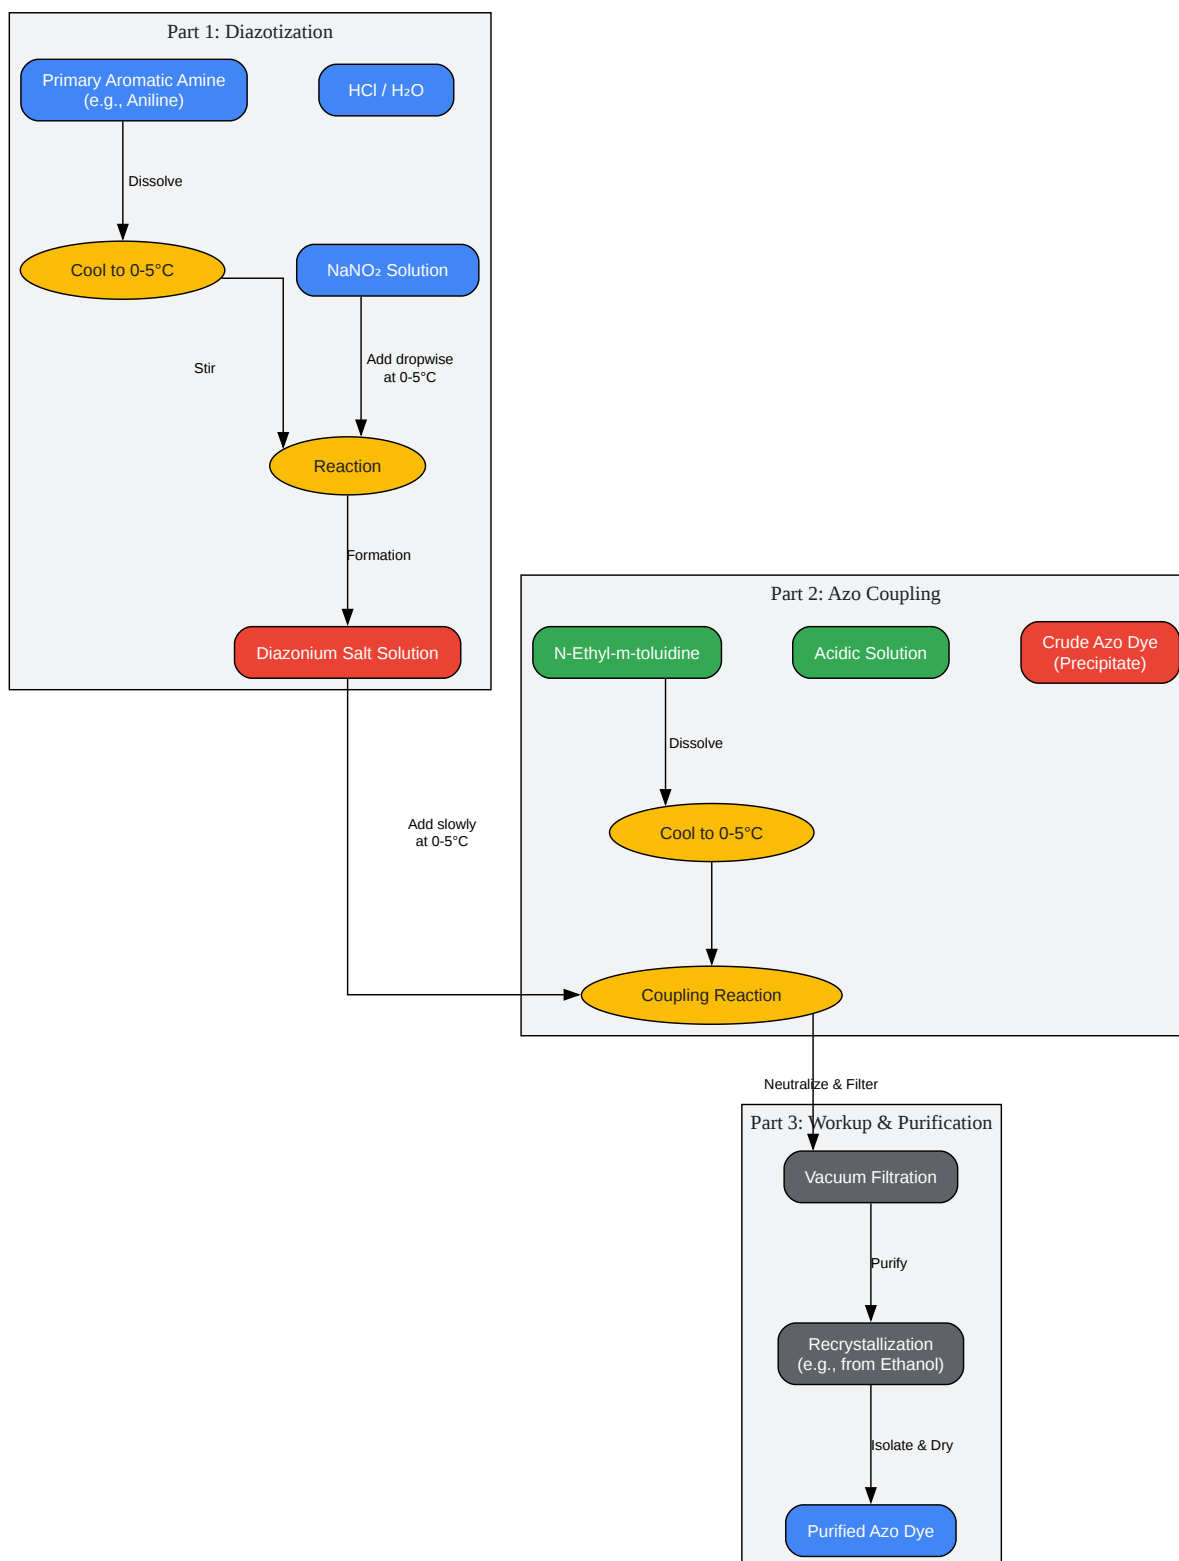 Part 1: Diazotization
Primary Aromatic Amine
(e.g., Aniline)
HCl / H₂O
Dissolve
Cool to 0-5°C
NaNO₂ Solution
Stir
Add dropwise
at 0-5°C
Reaction
Formation
Diazonium Salt Solution
Part 2: Azo Coupling
N-Ethyl-m-toluidine
Acidic Solution
Crude Azo Dye
(Precipitate)
Dissolve
Add slowly
at 0-5°C
Cool to 0-5°C
Coupling Reaction
Neutralize & Filter
Part 3: Workup & Purification
Vacuum Filtration
Purify
Recrystallization
(e.g., from Ethanol)
Isolate & Dry
Purified Azo Dye